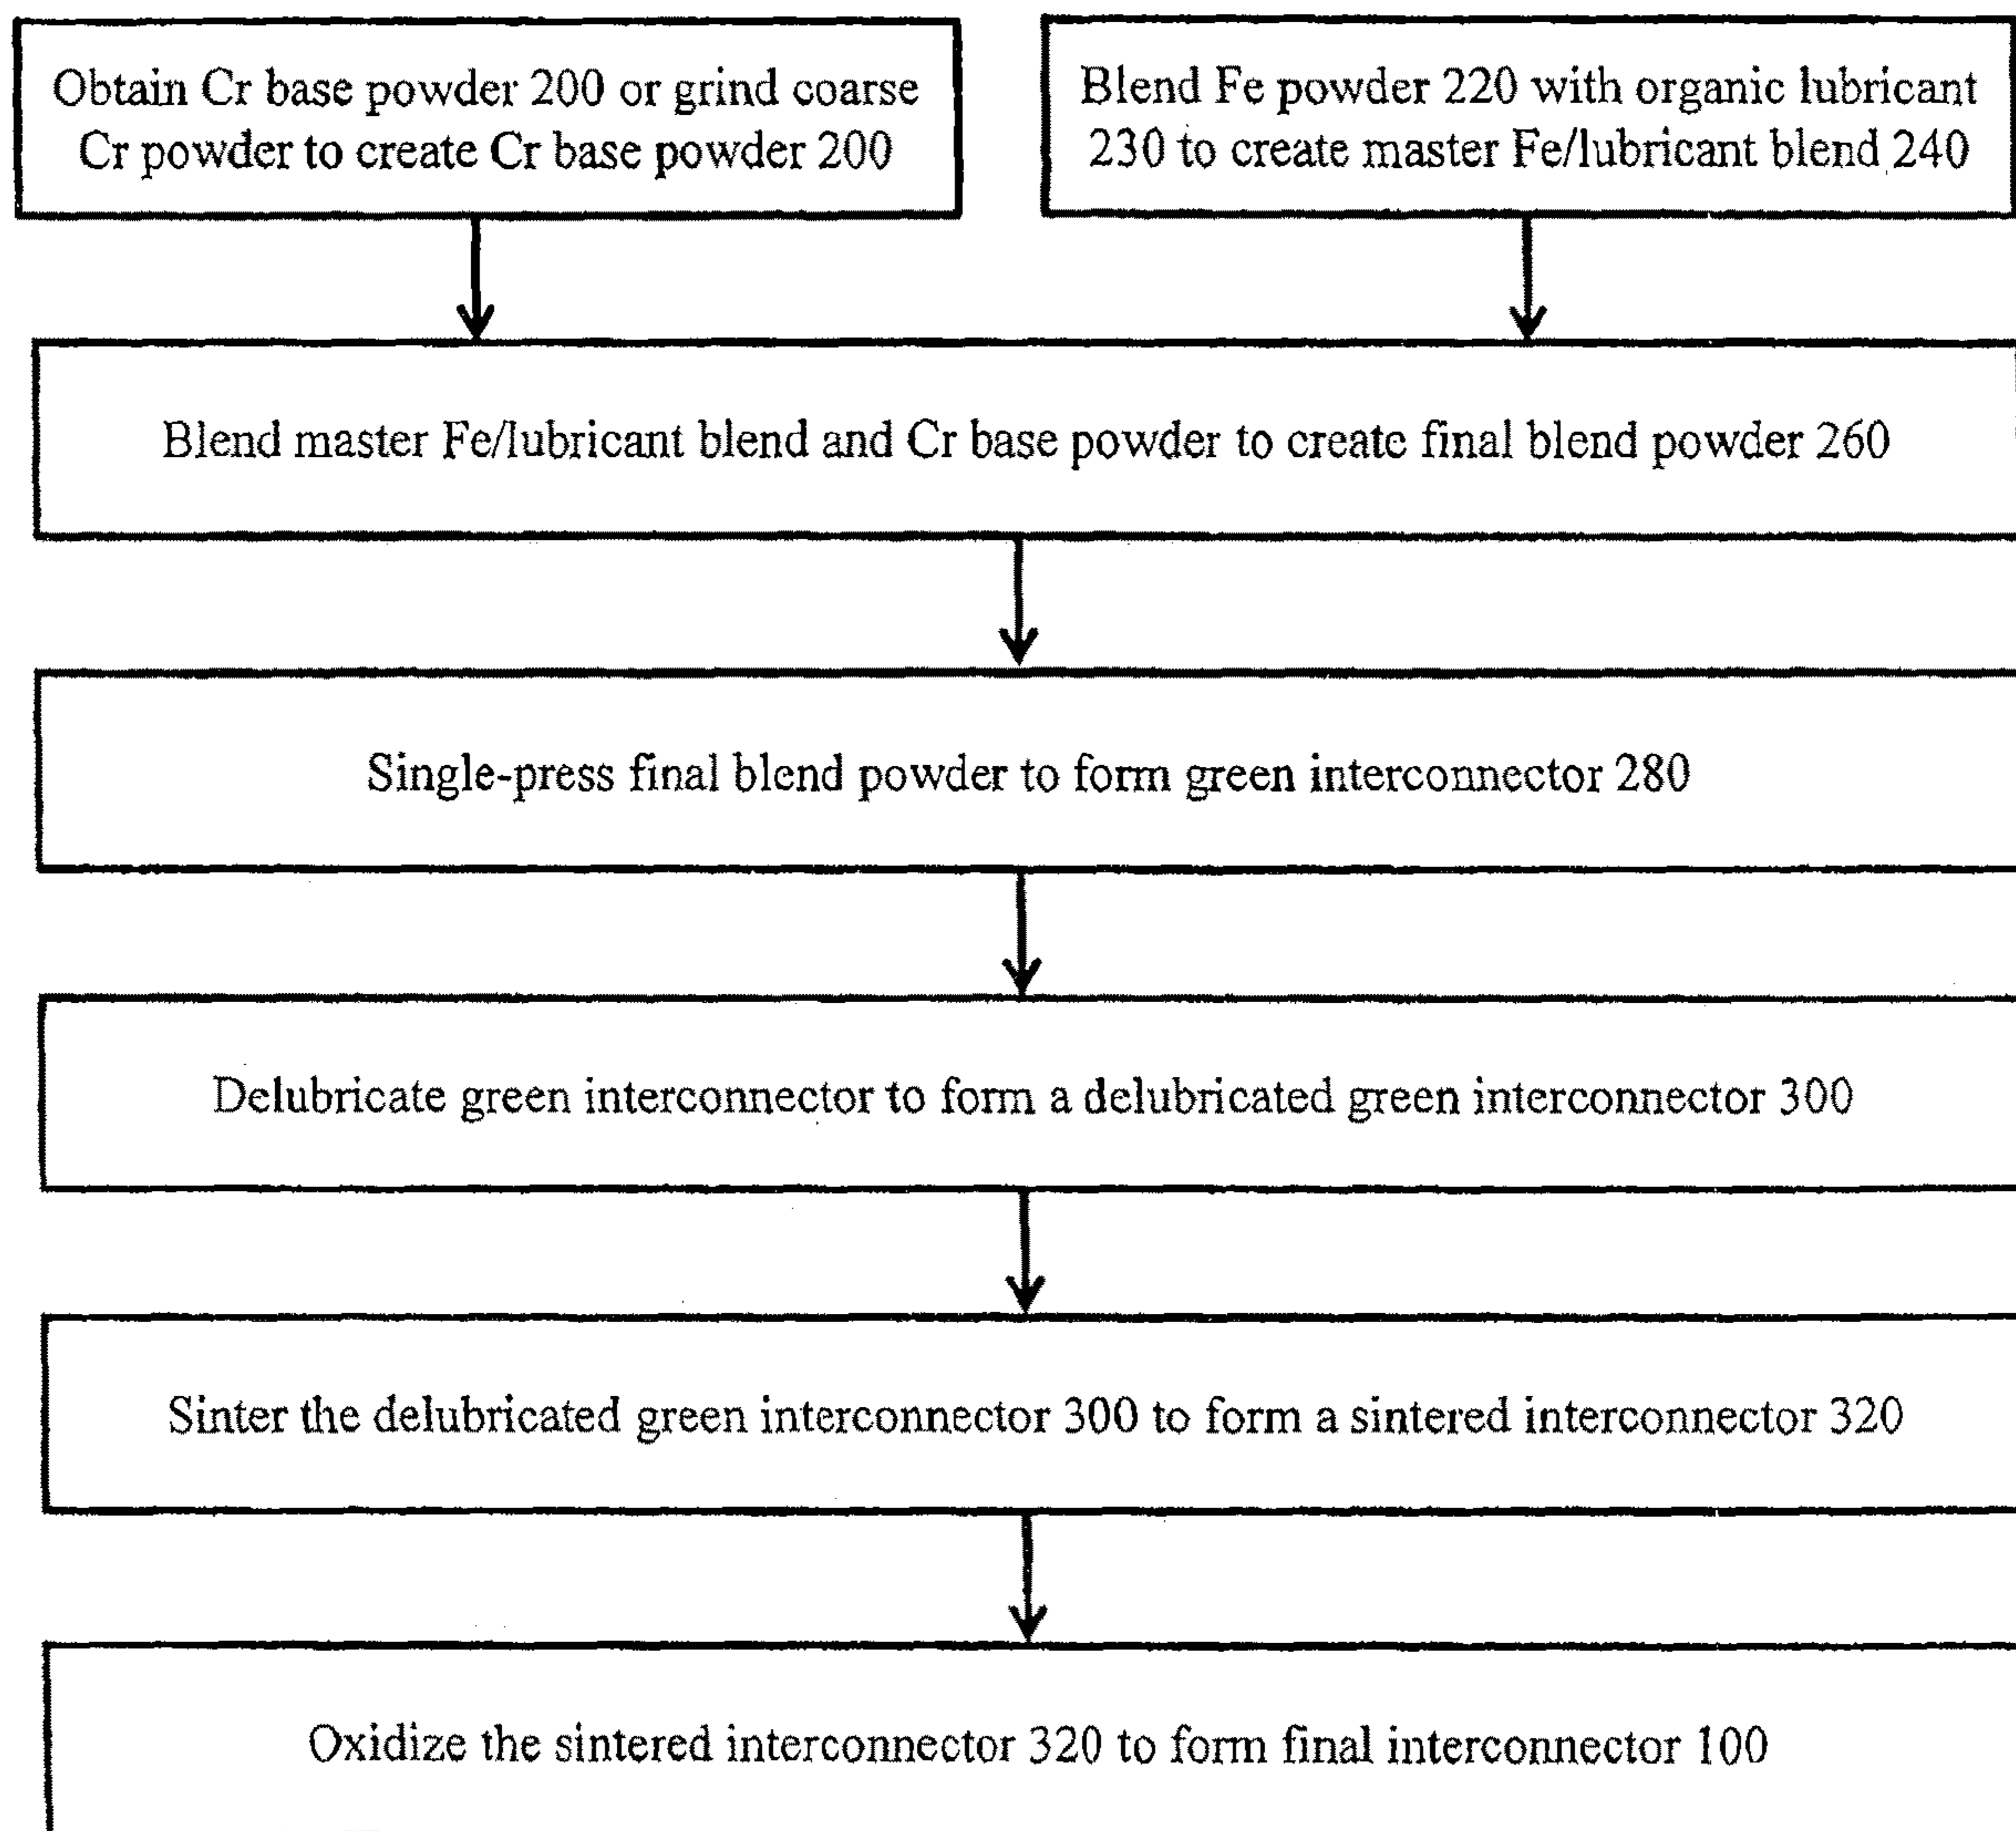 Obtain Cr base powder 200 or grind coarse
Cr powder to create Cr base powder 200
Blend Fe powder 220 with organic lubricant
230 to create master Fe/lubricant blend 240
Blend master Fe/lubricant blend and Cr base powder to create final blend powder 260
Single-press final blend powder to form green interconnector 280
Delubricate green interconnector to form a delubricated green interconnector 300
Sinter the delubricated green interconnector 300 to form a sintered interconnector 320
Oxidize the sintered interconnector 320 to form final interconnector 100